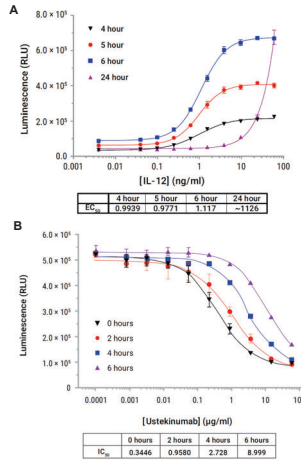 A
Luminescence (RLU)
8.0 × 10⁵
6.0 × 10⁵
4.0 × 10⁵
2.0 × 10⁵
0.0
4 hour
5 hour
6 hour
24 hour
0.01 0.1 1 10 100
[IL-12] (ng/ml)
4 hour 5 hour 6 hour 24 hour
EC₅₀ 0.9939 0.9771 1.117 ~1126
B
Luminescence (RLU)
6.0 × 10⁵
5.0 × 10⁵
4.0 × 10⁵
3.0 × 10⁵
2.0 × 10⁵
1.0 × 10⁵
0.0
0 hours
2 hours
4 hours
6 hours
0.0001 0.001 0.01 0.1 1 10
[Ustekinumab] (μg/ml)
0 hours 2 hours 4 hours 6 hours
IC₅₀ 0.3446 0.9580 2.728 8.999